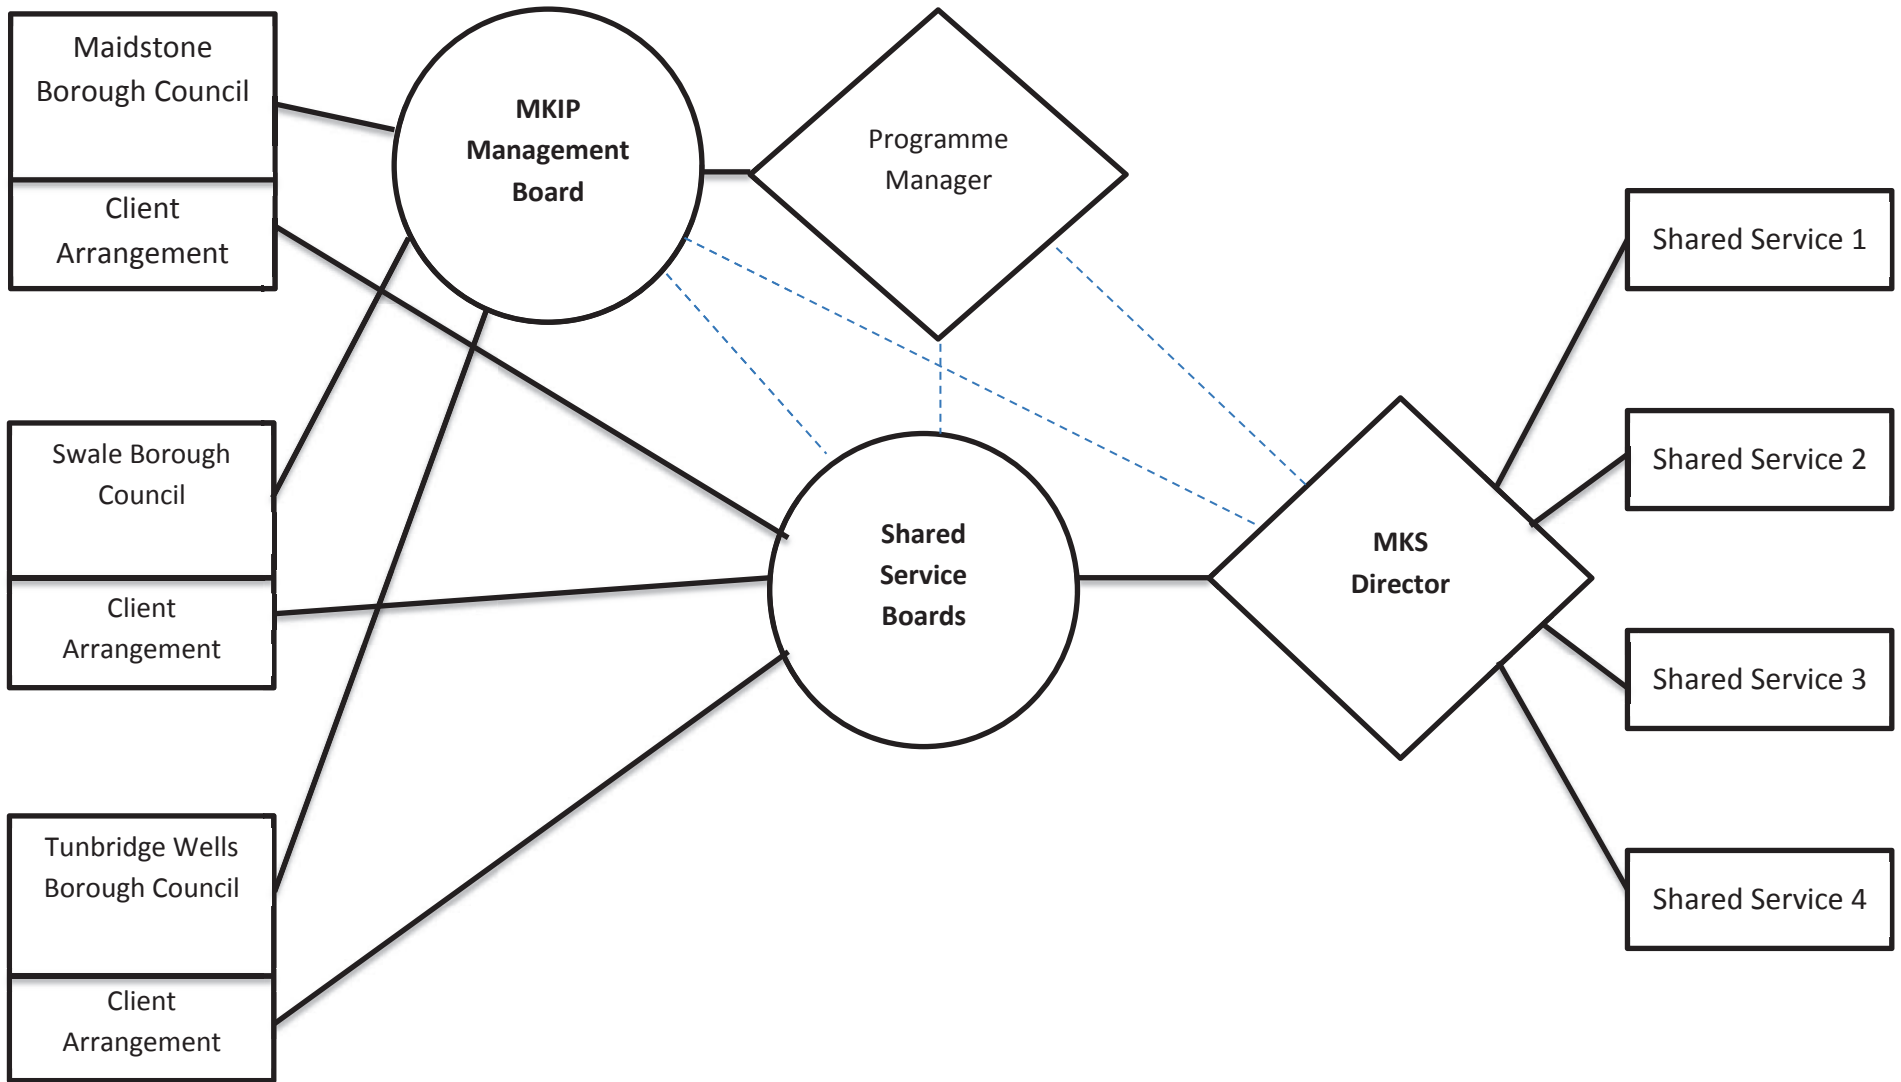 Maidstone
Borough Council
Client
Arrangement
MKIP
Management
Board
Programme
Manager
Shared Service 1
Swale Borough
Council
Client
Arrangement
Shared
Service
Boards
MKS
Director
Shared Service 2
Shared Service 3
Tunbridge Wells
Borough Council
Client
Arrangement
Shared Service 4